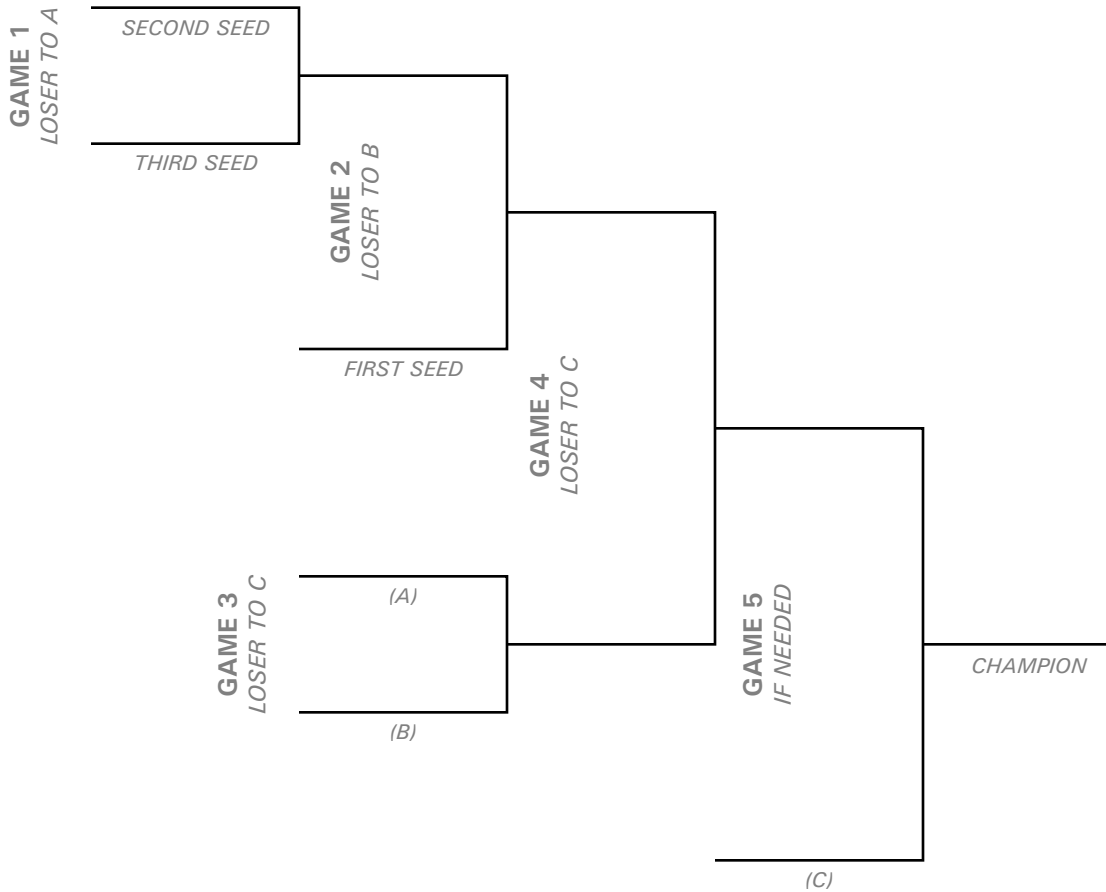 GAME 1
LOSER TO A
SECOND SEED
THIRD SEED
GAME 2
LOSER TO B
FIRST SEED
GAME 4
LOSER TO C
GAME 3
LOSER TO C
(A)
(B)
GAME 5
IF NEEDED
CHAMPION
(C)